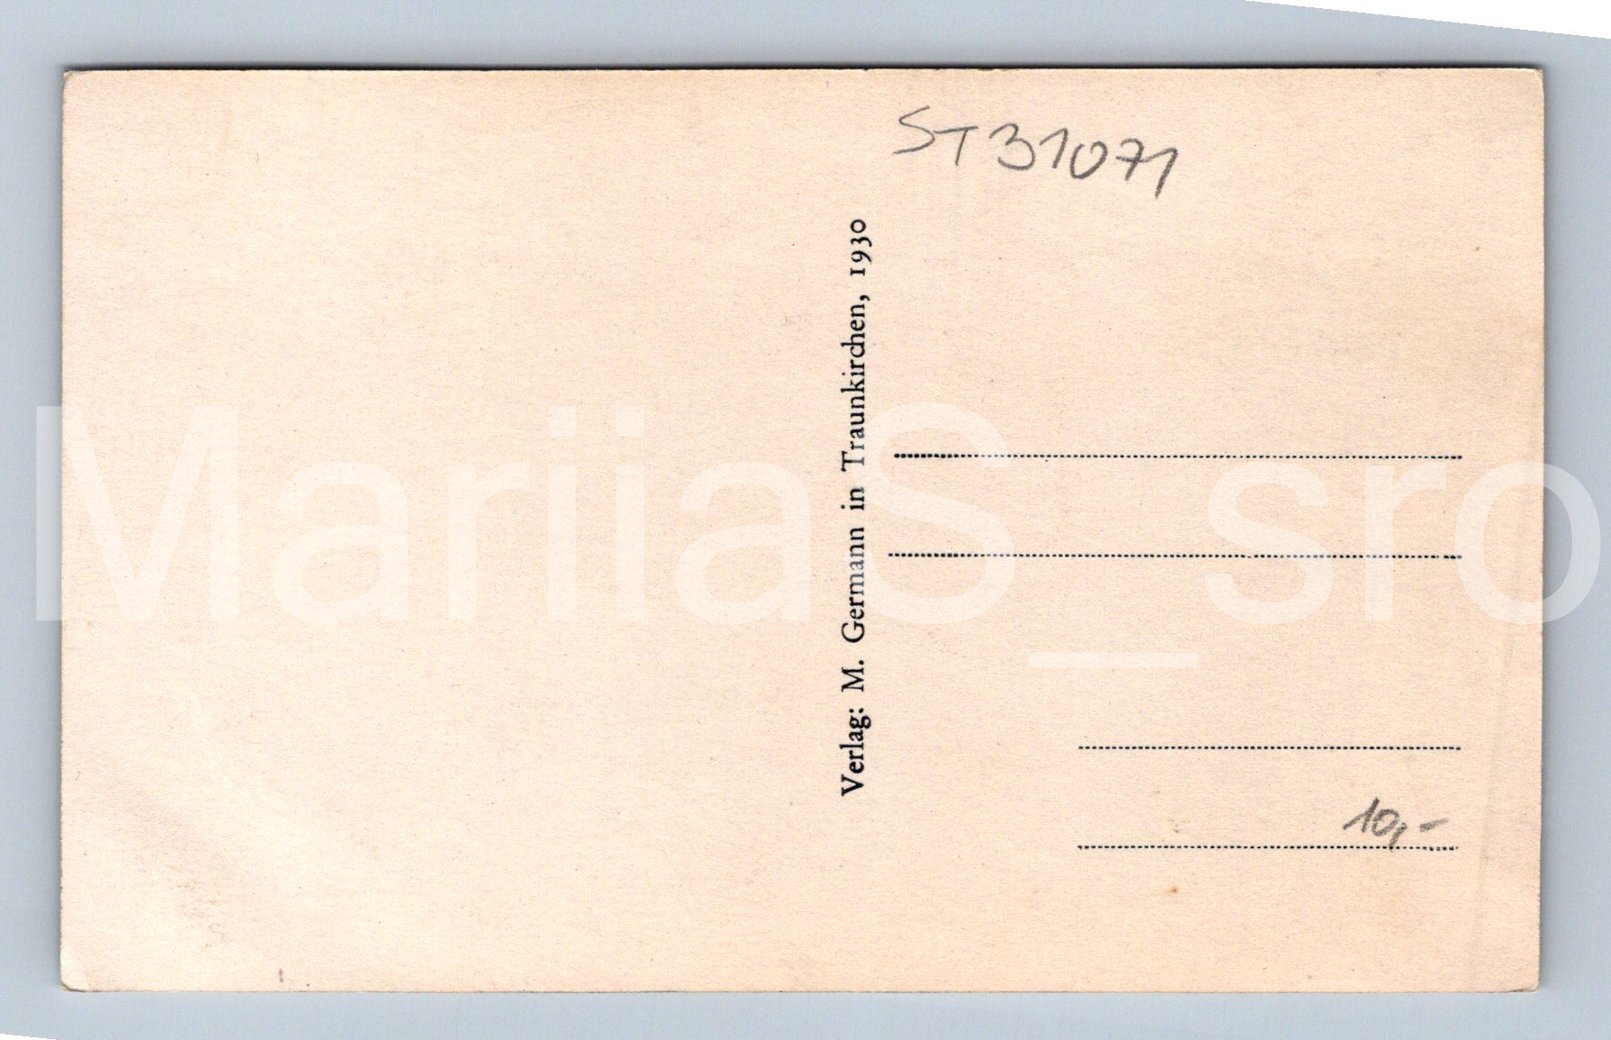 ST31071
Verlag: M. Germann in Traunkirchen, 1930
10,-
MariiaS_sro